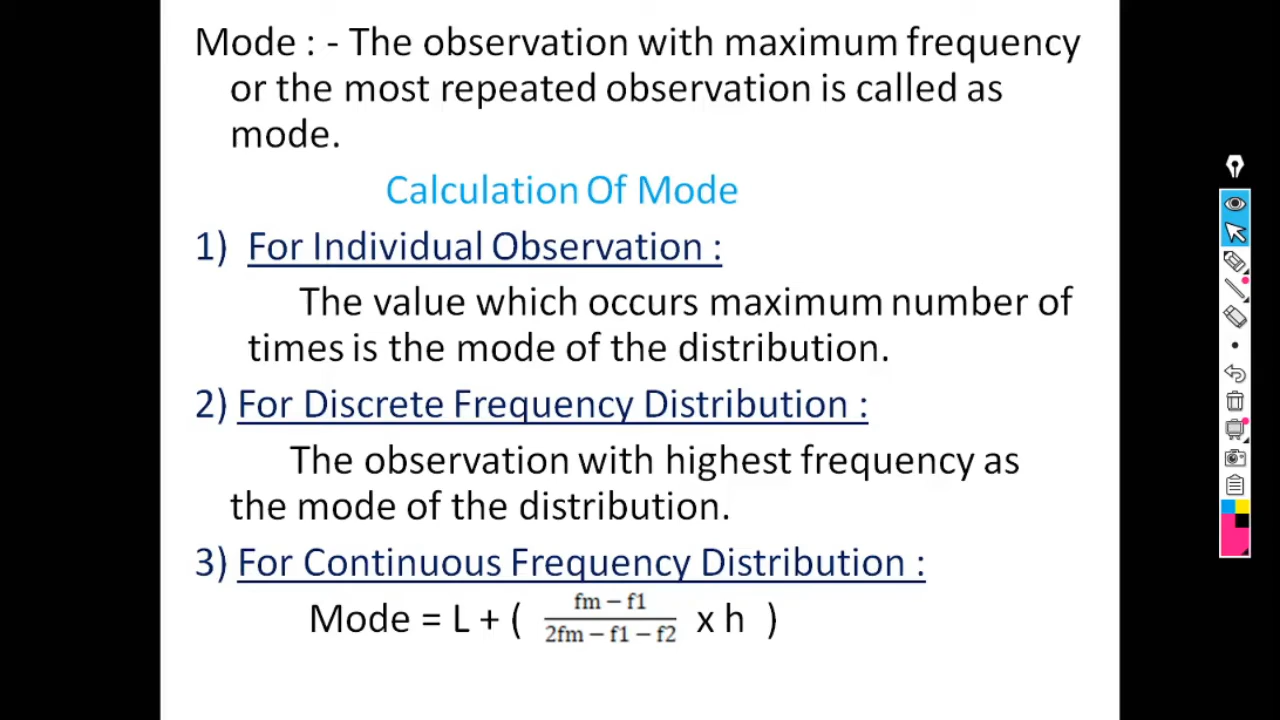 Mode : - The observation with maximum frequency
or the most repeated observation is called as
mode.
Calculation Of Mode
1) For Individual Observation :
The value which occurs maximum number of
times is the mode of the distribution.
2) For Discrete Frequency Distribution :
The observation with highest frequency as
the mode of the distribution.
3) For Continuous Frequency Distribution :
Mode = L + ( fm – f1 / 2fm – f1 – f2 x h )